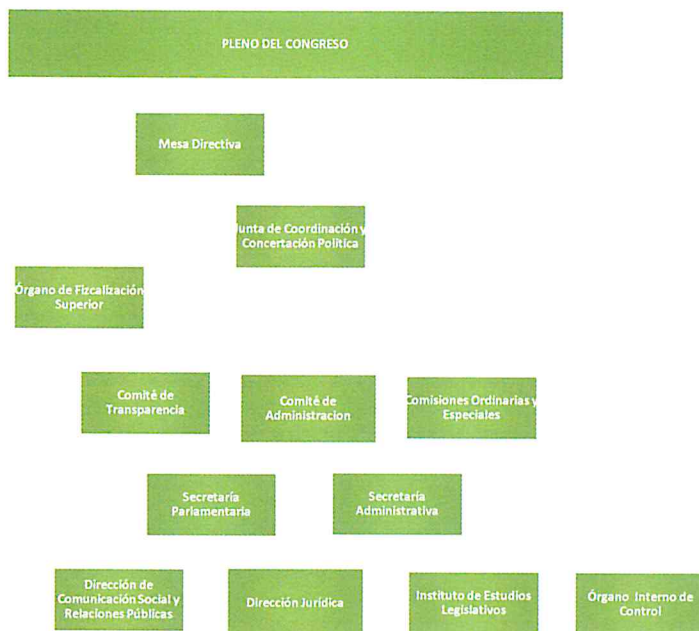 PLENO DEL CONGRESO
Mesa Directiva
Junta de Coordinación y
Concertación Política
Órgano de Fizcalización
Superior
Comité de
Transparencia
Comité de
Administracion
Comisiones Ordinarias y
Especiales
Secretaría
Parlamentaria
Secretaría
Administrativa
Dirección de
Comunicación Social y
Relaciones Públicas
Dirección Jurídica
Instituto de Estudios
Legislativos
Órgano Interno de
Control